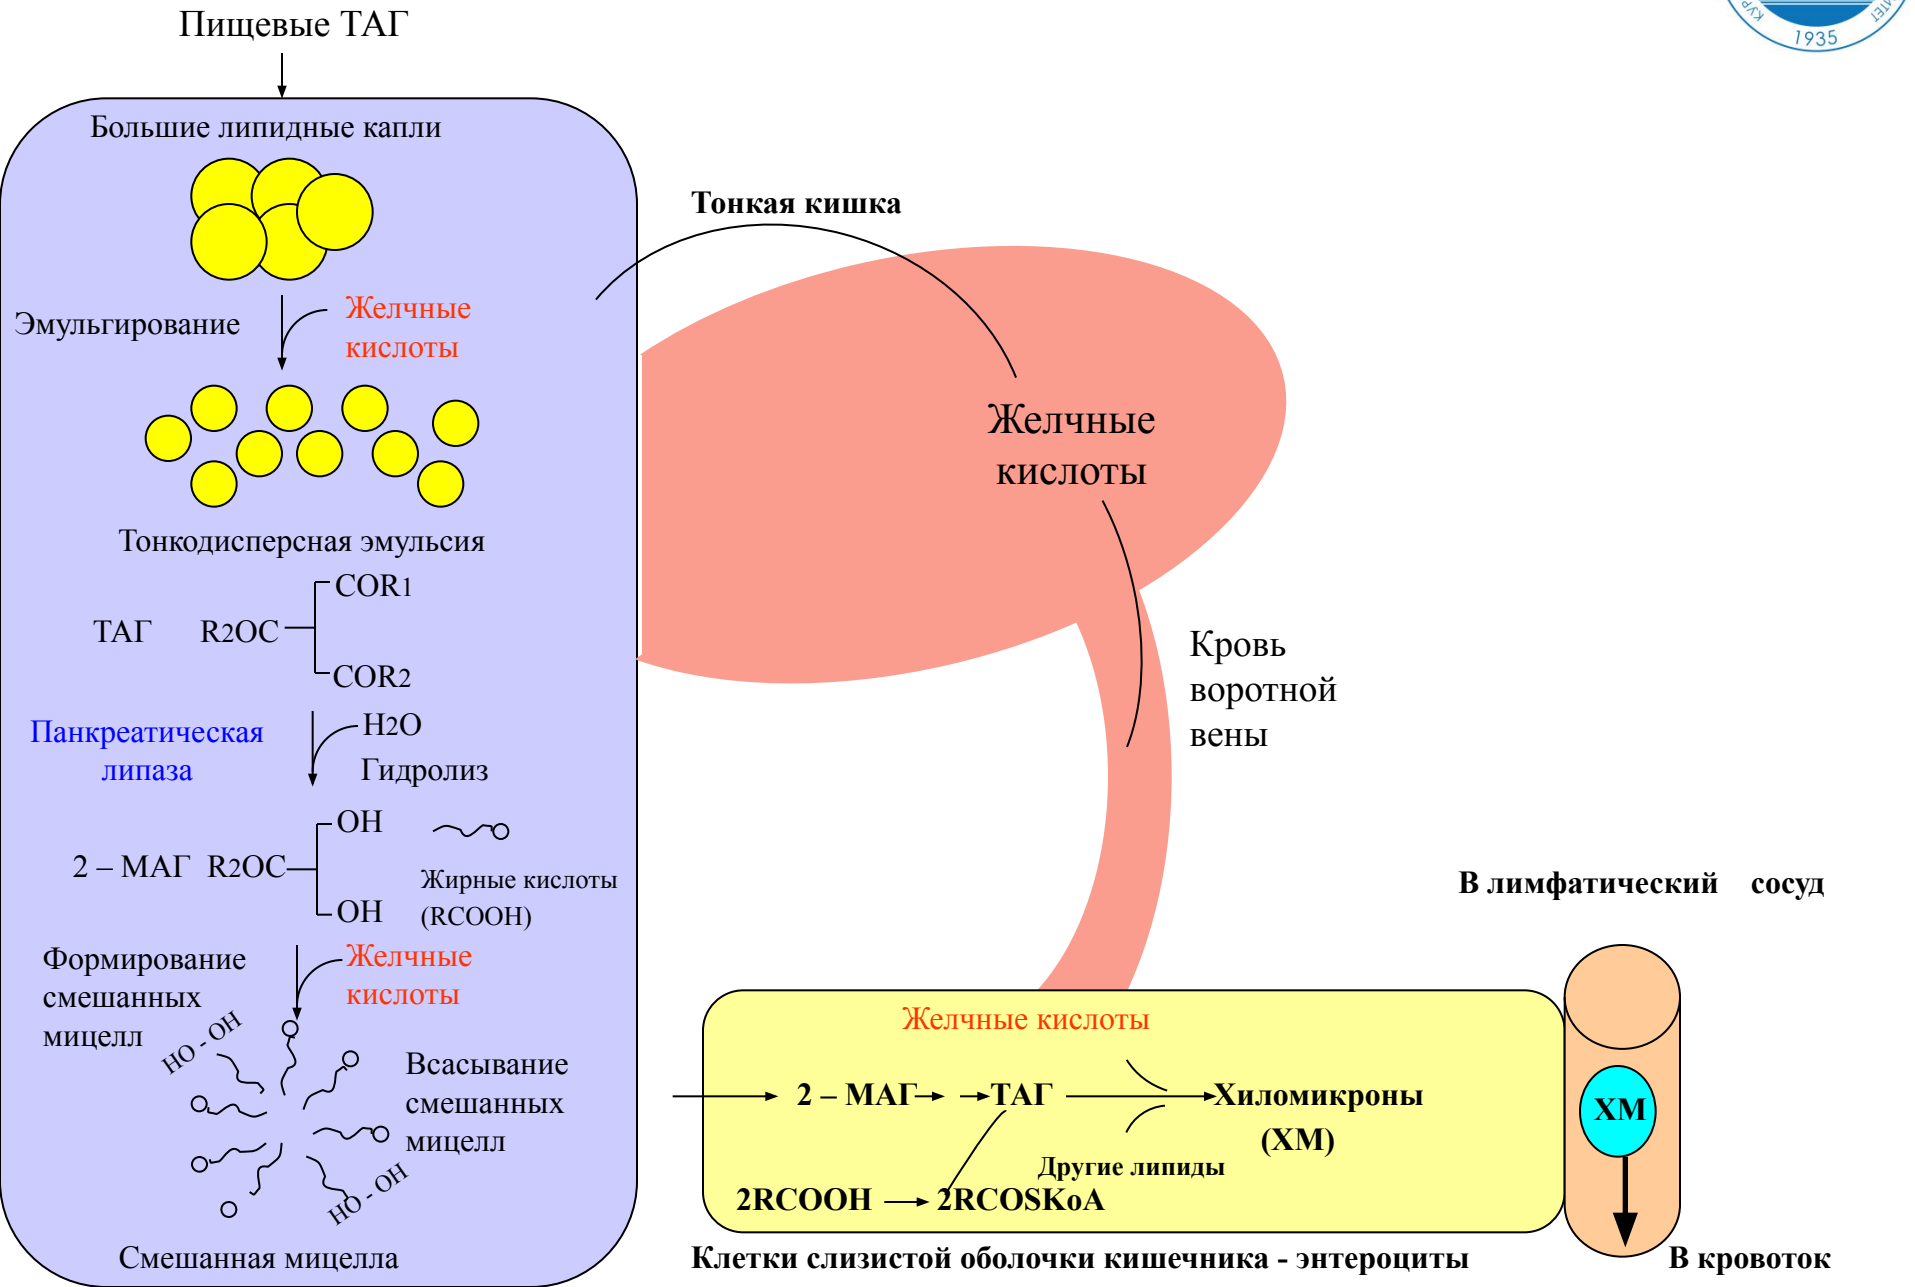 Пищевые ТАГ
1935
Большие липидные капли
Тонкая кишка
Эмульгирование
Желчные
кислоты
Желчные
кислоты
Тонкодисперсная эмульсия
COR1
ТАГ R2OC
COR2
Кровь
воротной
вены
Панкреатическая
липаза
H2O
Гидролиз
OH
2 – МАГ R2OC
OH
Жирные кислоты
(RCOOH)
В лимфатический сосуд
Формирование
смешанных
мицелл
Желчные
кислоты
HO - OH
Всасывание
смешанных
мицелл
HO - OH
Смешанная мицелла
Желчные кислоты
2 – МАГ ТАГ Хиломикроны
(ХМ)
Другие липиды
2RCOOH 2RCOSKoA
ХМ
Клетки слизистой оболочки кишечника - энтероциты
В кровоток